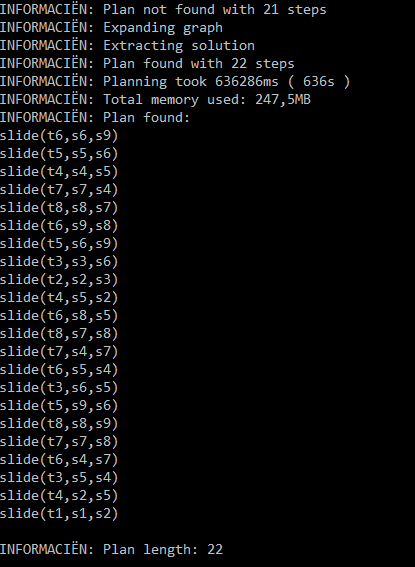 INFORMACIËN: Plan not found with 21 steps
INFORMACIËN: Expanding graph
INFORMACIËN: Extracting solution
INFORMACIËN: Plan found with 22 steps
INFORMACIËN: Planning took 636286ms ( 636s )
INFORMACIËN: Total memory used: 247,5MB
INFORMACIËN: Plan found:
slide(t6,s6,s9)
slide(t5,s5,s6)
slide(t4,s4,s5)
slide(t7,s7,s4)
slide(t8,s8,s7)
slide(t6,s9,s8)
slide(t5,s6,s9)
slide(t3,s3,s6)
slide(t2,s2,s3)
slide(t4,s5,s2)
slide(t6,s8,s5)
slide(t8,s7,s8)
slide(t7,s4,s7)
slide(t6,s5,s4)
slide(t3,s6,s5)
slide(t5,s9,s6)
slide(t8,s8,s9)
slide(t7,s7,s8)
slide(t6,s4,s7)
slide(t3,s5,s4)
slide(t4,s2,s5)
slide(t1,s1,s2)
INFORMACIËN: Plan length: 22